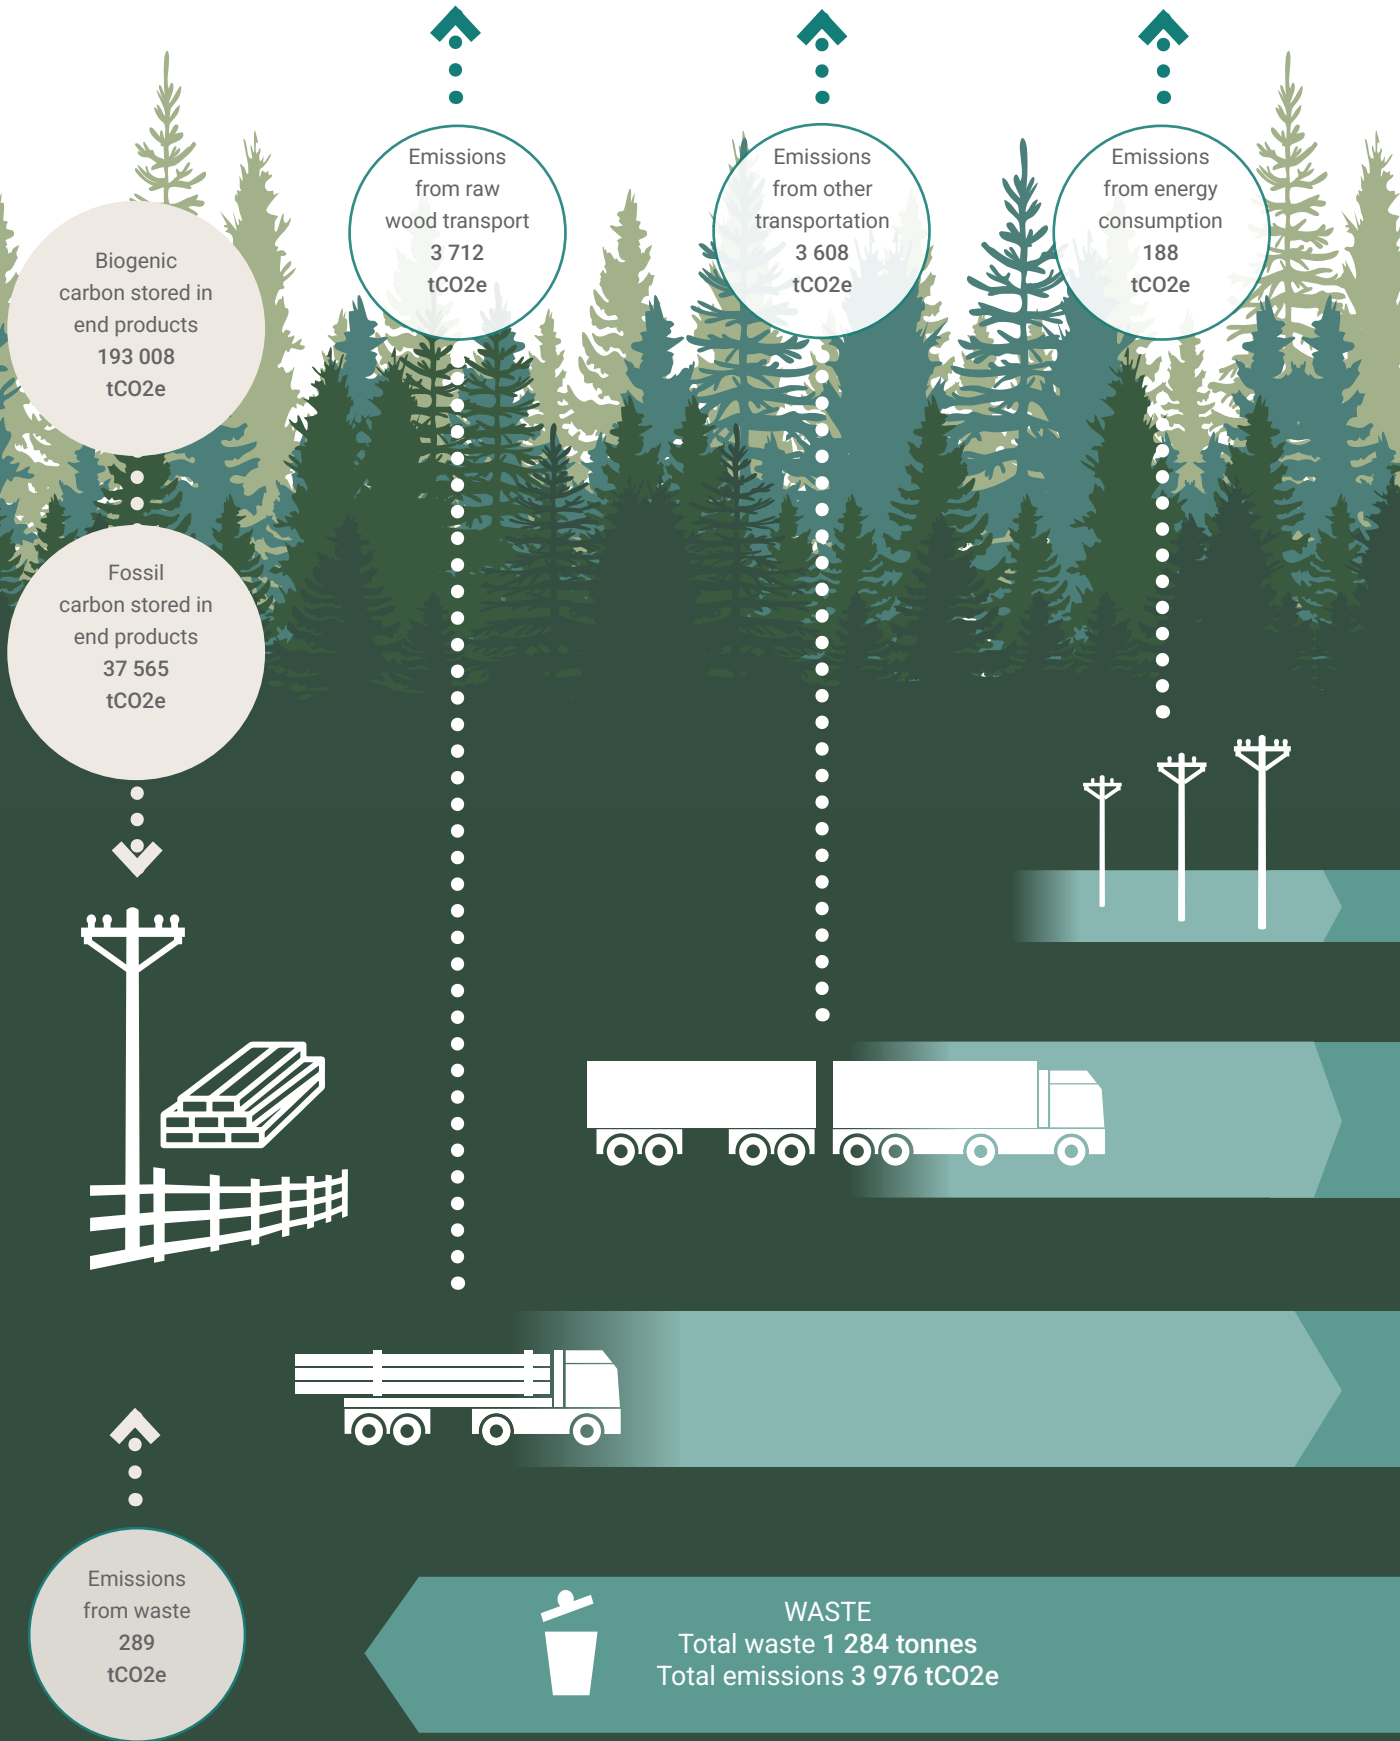 Emissions
from raw
wood transport
3 712
tCO2e
Emissions
from other
transportation
3 608
tCO2e
Emissions
from energy
consumption
188
tCO2e
Biogenic
carbon stored in
end products
193 008
tCO2e
Fossil
carbon stored in
end products
37 565
tCO2e
Emissions
from waste
289
tCO2e
WASTE
Total waste 1 284 tonnes
Total emissions 3 976 tCO2e